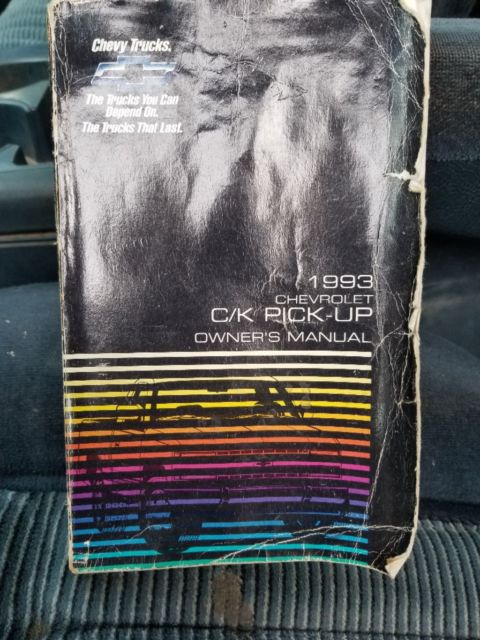 Chevy Trucks.
The Trucks You Can
Depend On.
The Trucks That Last.
1993
CHEVROLET
C/K PICK-UP
OWNER'S MANUAL